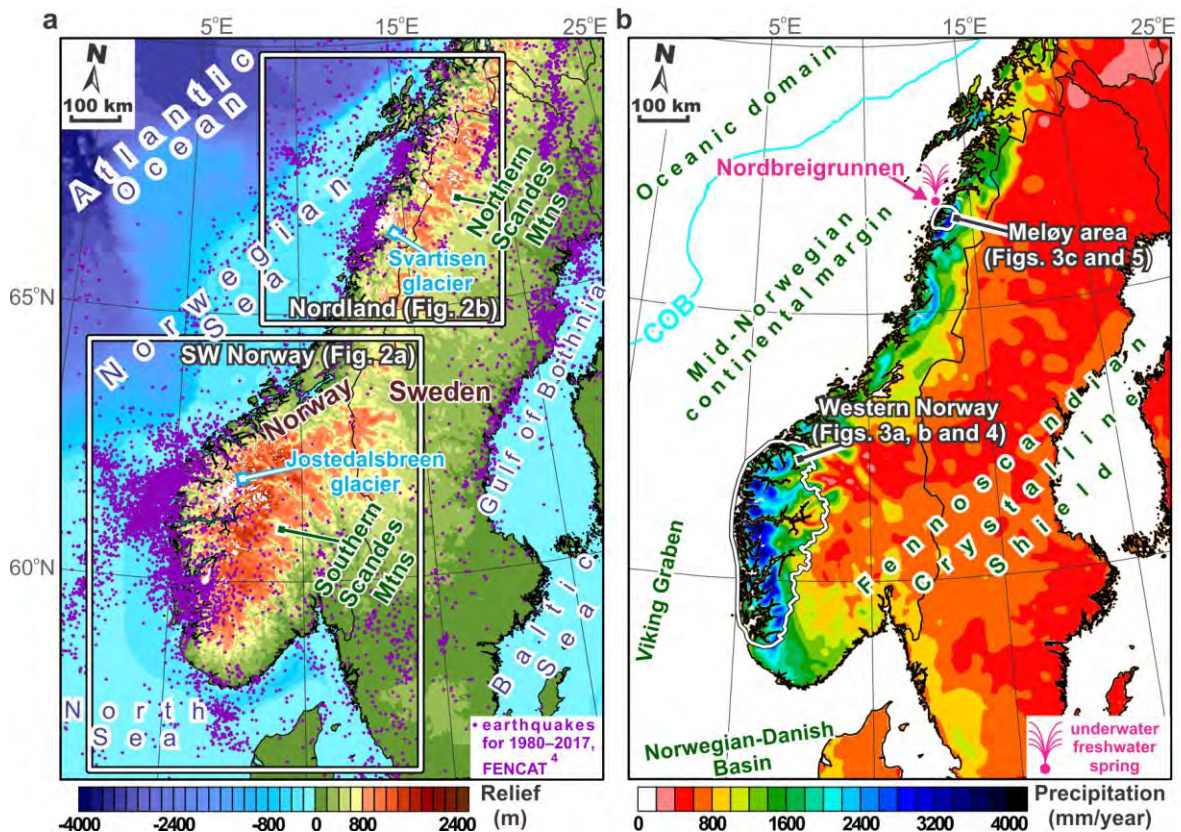 a
5°E
15°E
25°E
N
100 km
Atlantic
Ocean
Norwegian
Sea
Northern
Scandes
Mtns
Svartisen
glacier
65°N
Nordland (Fig. 2b)
SW Norway (Fig. 2a)
Norway
Sweden
Gulf of Bothnia
Jostedalsbreen
glacier
Southern
Scandes
Mtns
60°N
Baltic
Sea
North
Sea
• earthquakes
for 1980–2017,
FENCAT 4
-4000
-2400
-800
0
800
2400
Relief
(m)
b
5°E
15°E
25°E
N
100 km
Oceanic domain
Nordbreigrunnen
Meløy area
(Figs. 3c and 5)
Mid-Norwegian
continental margin
COB
Western Norway
(Figs. 3a, b and 4)
Fennoscandian
Crystalline
Shield
Viking Graben
Norwegian-Danish
Basin
underwater
freshwater
spring
0
800
1600
2400
3200
4000
Precipitation
(mm/year)